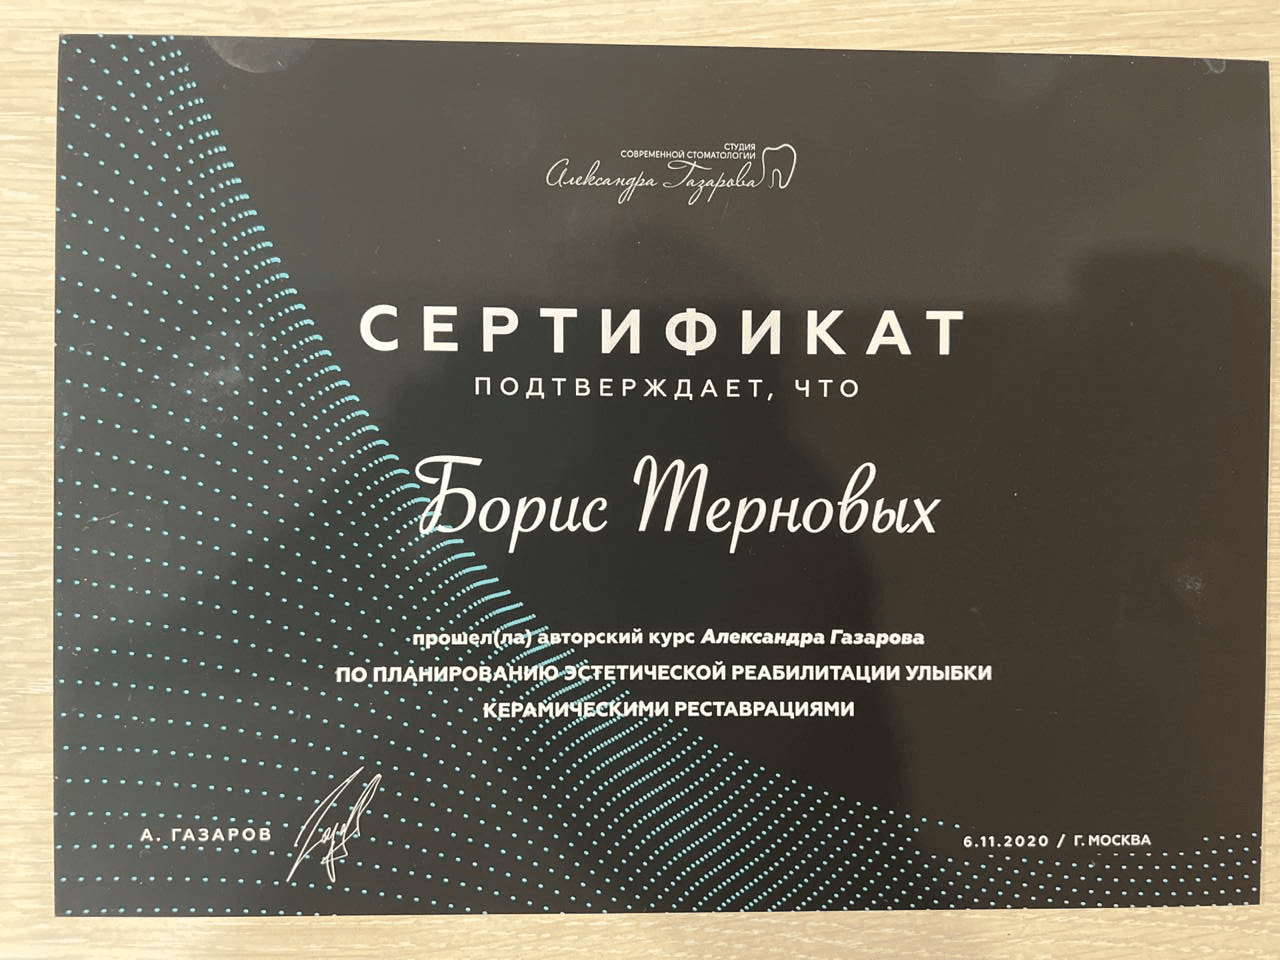 СТУДИЯ
СОВРЕМЕННОЙ СТОМАТОЛОГИИ
Александра Газарова
СЕРТИФИКАТ
ПОДТВЕРЖДАЕТ, ЧТО
Борис Терновых
прошел(ла) авторский курс Александра Газарова
ПО ПЛАНИРОВАНИЮ ЭСТЕТИЧЕСКОЙ РЕАБИЛИТАЦИИ УЛЫБКИ
КЕРАМИЧЕСКИМИ РЕСТАВРАЦИЯМИ
А. ГАЗАРОВ
6.11.2020 / Г. МОСКВА